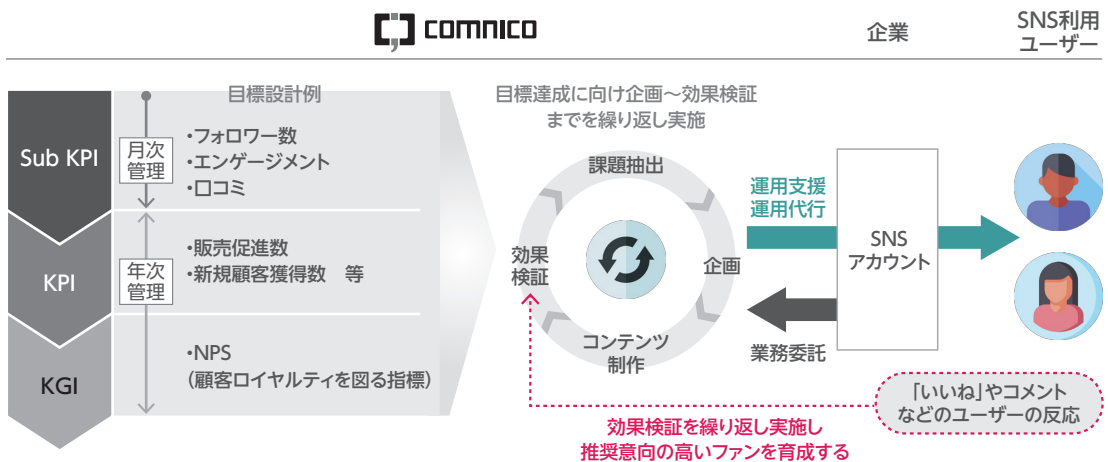 comnico
企業
SNS利用
ユーザー
目標設計例
Sub KPI
月次
管理
・フォロワー数
・エンゲージメント
・口コミ
KPI
年次
管理
・販売促進数
・新規顧客獲得数　等
KGI
・NPS
(顧客ロイヤルティを図る指標)
目標達成に向け企画〜効果検証
までを繰り返し実施
課題抽出
企画
コンテンツ
制作
効果
検証
運用支援
運用代行
業務委託
SNS
アカウント
「いいね」やコメント
などのユーザーの反応
効果検証を繰り返し実施し
推奨意向の高いファンを育成する